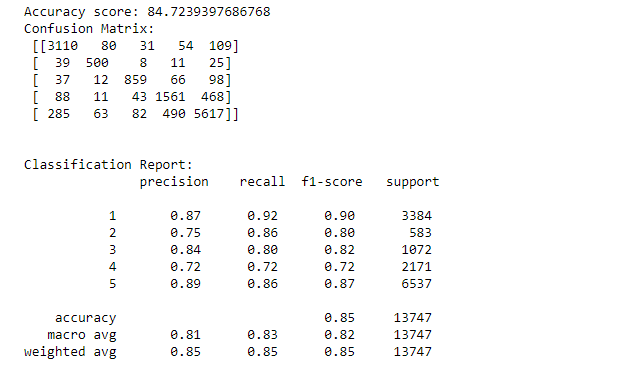 Accuracy score: 84.7239397686768
Confusion Matrix:
[[3110 80 31 54 109]
[ 39 500 8 11 25]
[ 37 12 859 66 98]
[ 88 11 43 1561 468]
[ 285 63 82 490 5617]]
Classification Report:
precision recall f1-score support
1 0.87 0.92 0.90 3384
2 0.75 0.86 0.80 583
3 0.84 0.80 0.82 1072
4 0.72 0.72 0.72 2171
5 0.89 0.86 0.87 6537
accuracy 0.85 13747
macro avg 0.81 0.83 0.82 13747
weighted avg 0.85 0.85 0.85 13747